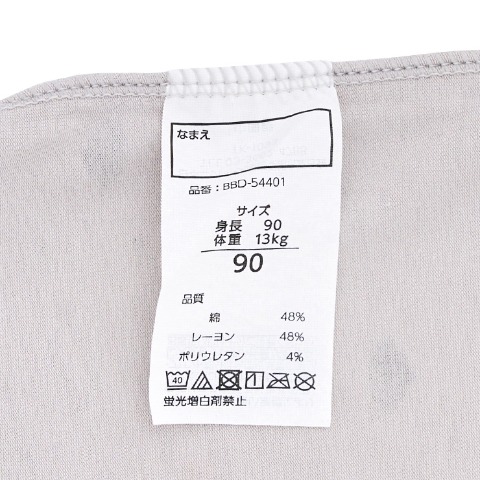 なまえ
品番：BBD-54401
サイズ
身長 90
体重 13kg
90
品質
綿 48%
レーヨン 48%
ポリウレタン 4%
40
蛍光増白剤禁止